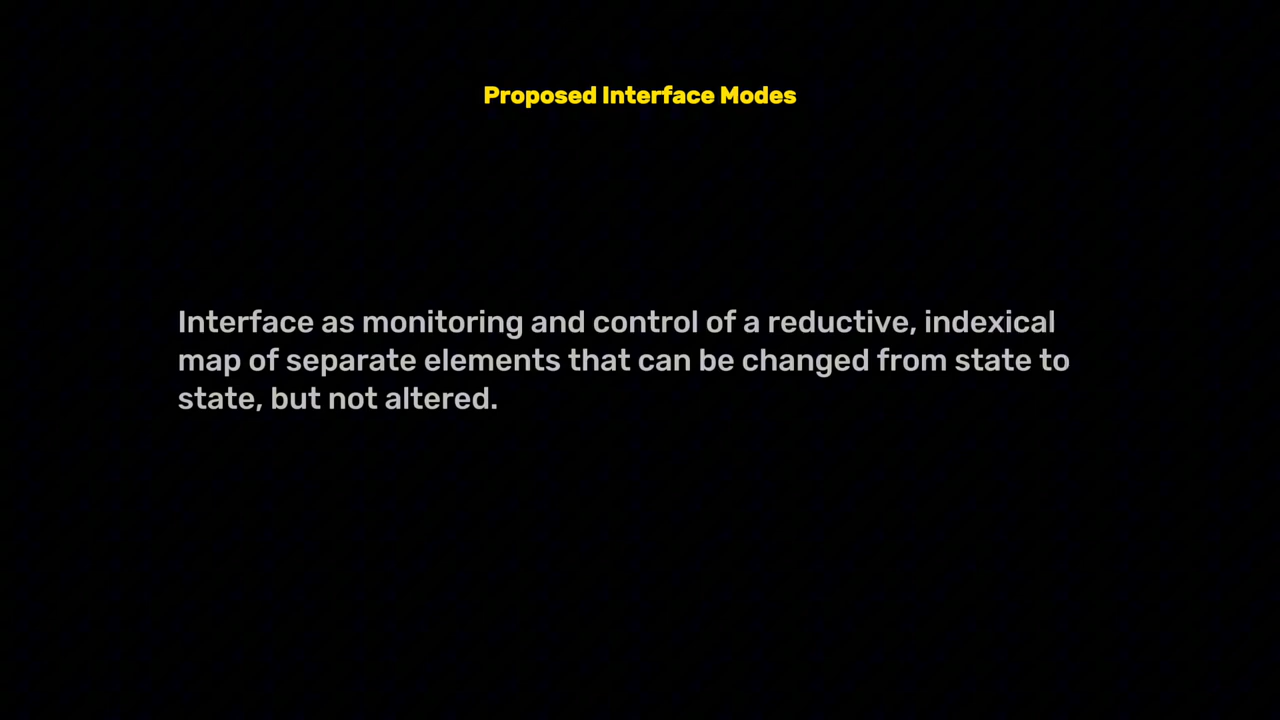 Proposed Interface Modes
Interface as monitoring and control of a reductive, indexical
map of separate elements that can be changed from state to
state, but not altered.